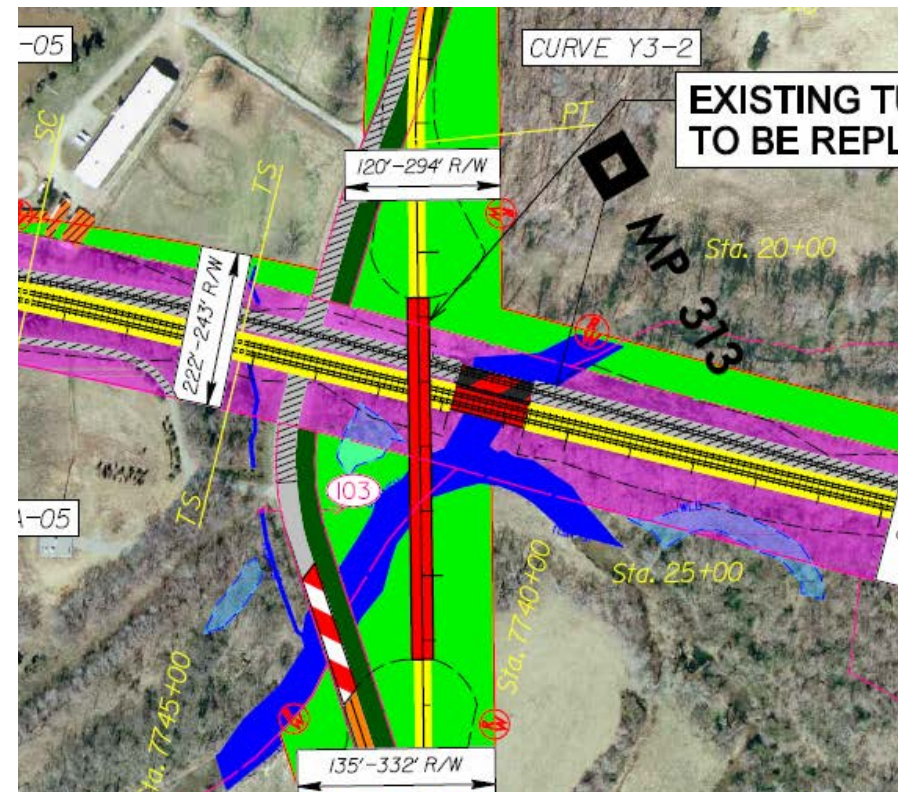 -05
CURVE Y3-2
EXISTING TU
TO BE REPL
SC
TS
PT
120'-294' R/W
MP 313
Sta. 20+00
222'-243' R/W
103
TS
A-05
Sta. 25+00
Sta. 7740+00
Sta. 7745+00
135'-332' R/W